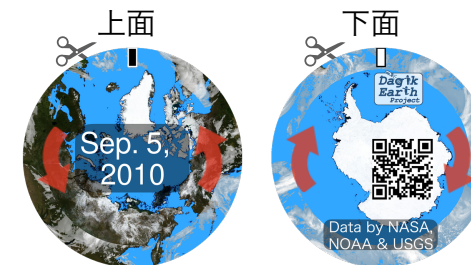 上面
下面
Dagik
Earth
Project
Sep. 5,
2010
Data by NASA,
NOAA & USGS